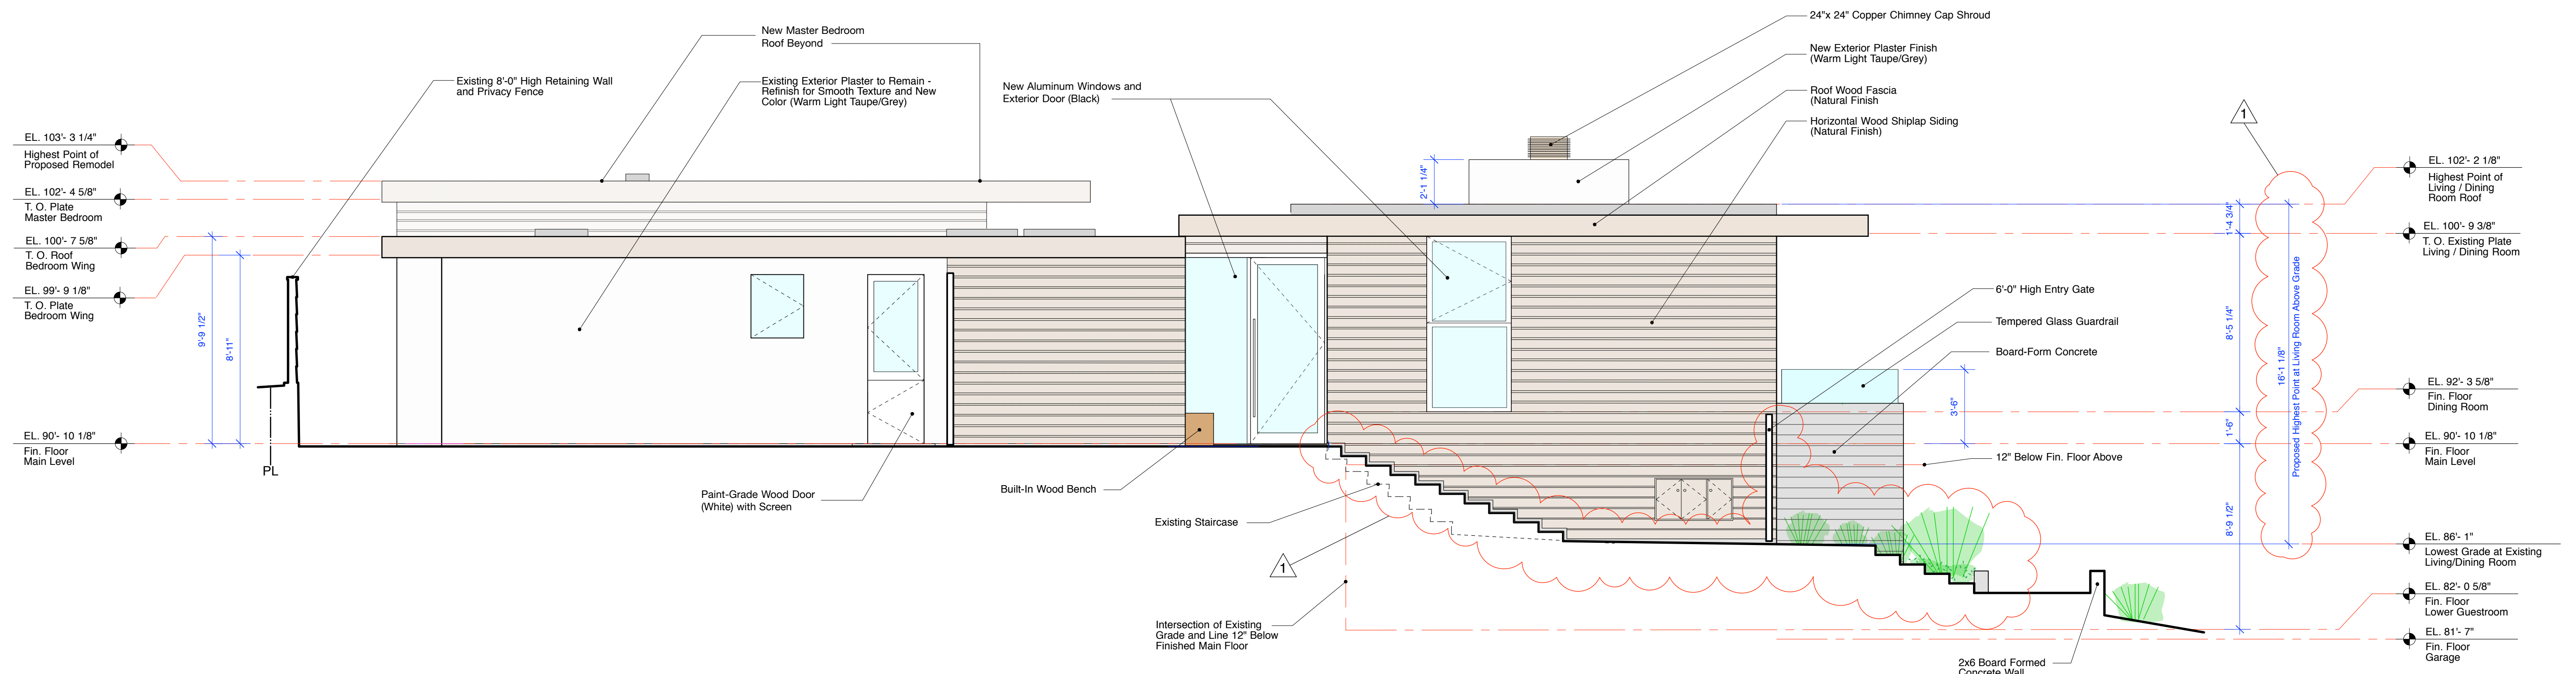 24"x 24" Copper Chimney Cap Shroud
New Master Bedroom
Roof Beyond
New Exterior Plaster Finish
(Warm Light Taupe/Grey)
Existing 8'-0" High Retaining Wall
and Privacy Fence
Existing Exterior Plaster to Remain -
Refinish for Smooth Texture and New
Color (Warm Light Taupe/Grey)
New Aluminum Windows and
Exterior Door (Black)
Roof Wood Fascia
(Natural Finish
Horizontal Wood Shiplap Siding
(Natural Finish)
1
EL. 103'- 3 1/4"
Highest Point of
Proposed Remodel
EL. 102'- 4 5/8"
T. O. Plate
Master Bedroom
EL. 100'- 7 5/8"
T. O. Roof
Bedroom Wing
EL. 99'- 9 1/8"
T. O. Plate
Bedroom Wing
EL. 90'- 10 1/8"
Fin. Floor
Main Level
9'-9 1/2"
8'-11"
PL
2'-1 1/4"
EL. 102'- 2 1/8"
Highest Point of
Living / Dining
Room Roof
EL. 100'- 9 3/8"
T. O. Existing Plate
Living / Dining Room
1'-4 3/4"
8'-5 1/4"
1'-6"
8'-9 1/2"
16'-1 1/8"
Proposed Highest Point at Living Room Above Grade
6'-0" High Entry Gate
Tempered Glass Guardrail
Board-Form Concrete
3'-6"
12" Below Fin. Floor Above
EL. 92'- 3 5/8"
Fin. Floor
Dining Room
EL. 90'- 10 1/8"
Fin. Floor
Main Level
EL. 86'- 1"
Lowest Grade at Existing
Living/Dining Room
EL. 82'- 0 5/8"
Fin. Floor
Lower Guestroom
EL. 81'- 7"
Fin. Floor
Garage
Paint-Grade Wood Door
(White) with Screen
Built-In Wood Bench
Existing Staircase
1
Intersection of Existing
Grade and Line 12" Below
Finished Main Floor
2x6 Board Formed
Concrete Wall